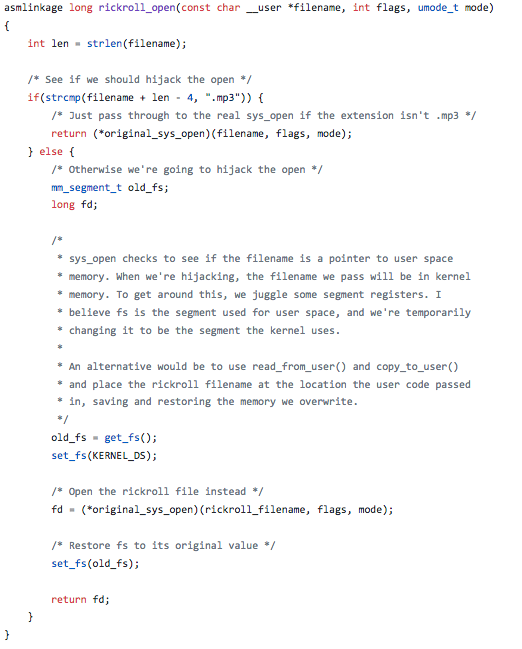 asmlinkage long rickroll_open(const char __user *filename, int flags, umode_t mode)
{
    int len = strlen(filename);

    /* See if we should hijack the open */
    if(strcmp(filename + len - 4, ".mp3")) {
        /* Just pass through to the real sys_open if the extension isn't .mp3 */
        return (*original_sys_open)(filename, flags, mode);
    } else {
        /* Otherwise we're going to hijack the open */
        mm_segment_t old_fs;
        long fd;

        /*
         * sys_open checks to see if the filename is a pointer to user space
         * memory. When we're hijacking, the filename we pass will be in kernel
         * memory. To get around this, we juggle some segment registers. I
         * believe fs is the segment used for user space, and we're temporarily
         * changing it to be the segment the kernel uses.
         *
         * An alternative would be to use read_from_user() and copy_to_user()
         * and place the rickroll filename at the location the user code passed
         * in, saving and restoring the memory we overwrite.
         */
        old_fs = get_fs();
        set_fs(KERNEL_DS);

        /* Open the rickroll file instead */
        fd = (*original_sys_open)(rickroll_filename, flags, mode);

        /* Restore fs to its original value */
        set_fs(old_fs);

        return fd;
    }
}